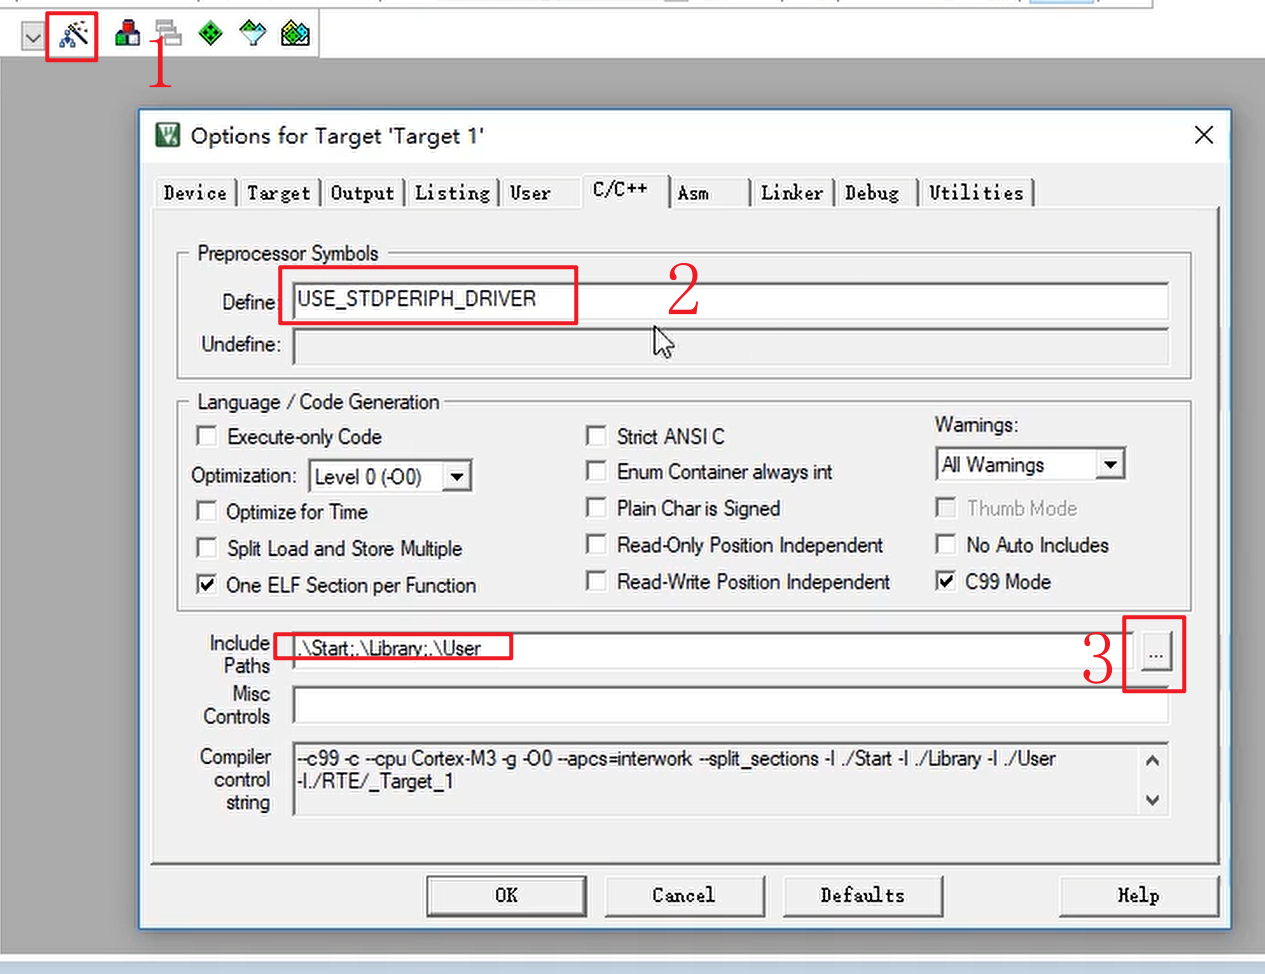 1
Options for Target 'Target 1'
Device Target Output Listing User C/C++ Asm Linker Debug Utilities
Preprocessor Symbols
Define: USE_STDPERIPH_DRIVER
2
Undefine:
Language / Code Generation
Execute-only Code
Strict ANSI C
Warnings:
Optimization: Level 0 (-O0)
Enum Container always int
All Warnings
Optimize for Time
Plain Char is Signed
Thumb Mode
Split Load and Store Multiple
Read-Only Position Independent
No Auto Includes
One ELF Section per Function
Read-Write Position Independent
C99 Mode
Include
Paths
.\Start;.\Library;.\User
3
...
Misc
Controls
Compiler
control
string
--c99 -c --cpu Cortex-M3 -g -O0 --apcs=interwork --split_sections -I ./Start -I ./Library -I ./User
-I./RTE/_Target_1
OK Cancel Defaults Help